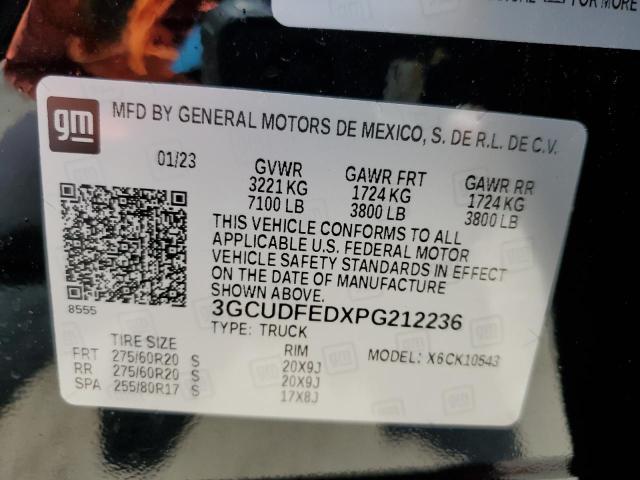 FOR MORE
gm
MFD BY GENERAL MOTORS DE MEXICO, S. DE R.L. DE C.V.
01/23 GVWR GAWR FRT GAWR RR
3221 KG 1724 KG 1724 KG
7100 LB 3800 LB 3800 LB
THIS VEHICLE CONFORMS TO ALL
APPLICABLE U.S. FEDERAL MOTOR
VEHICLE SAFETY STANDARDS IN EFFECT
ON THE DATE OF MANUFACTURE
SHOWN ABOVE.
8555
3GCUDFEDXPG212236
TYPE: TRUCK
TIRE SIZE RIM MODEL: X6CK10543
FRT 275/60R20 S 20X9J
RR 275/60R20 S 20X9J
SPA 255/80R17 S 17X8J